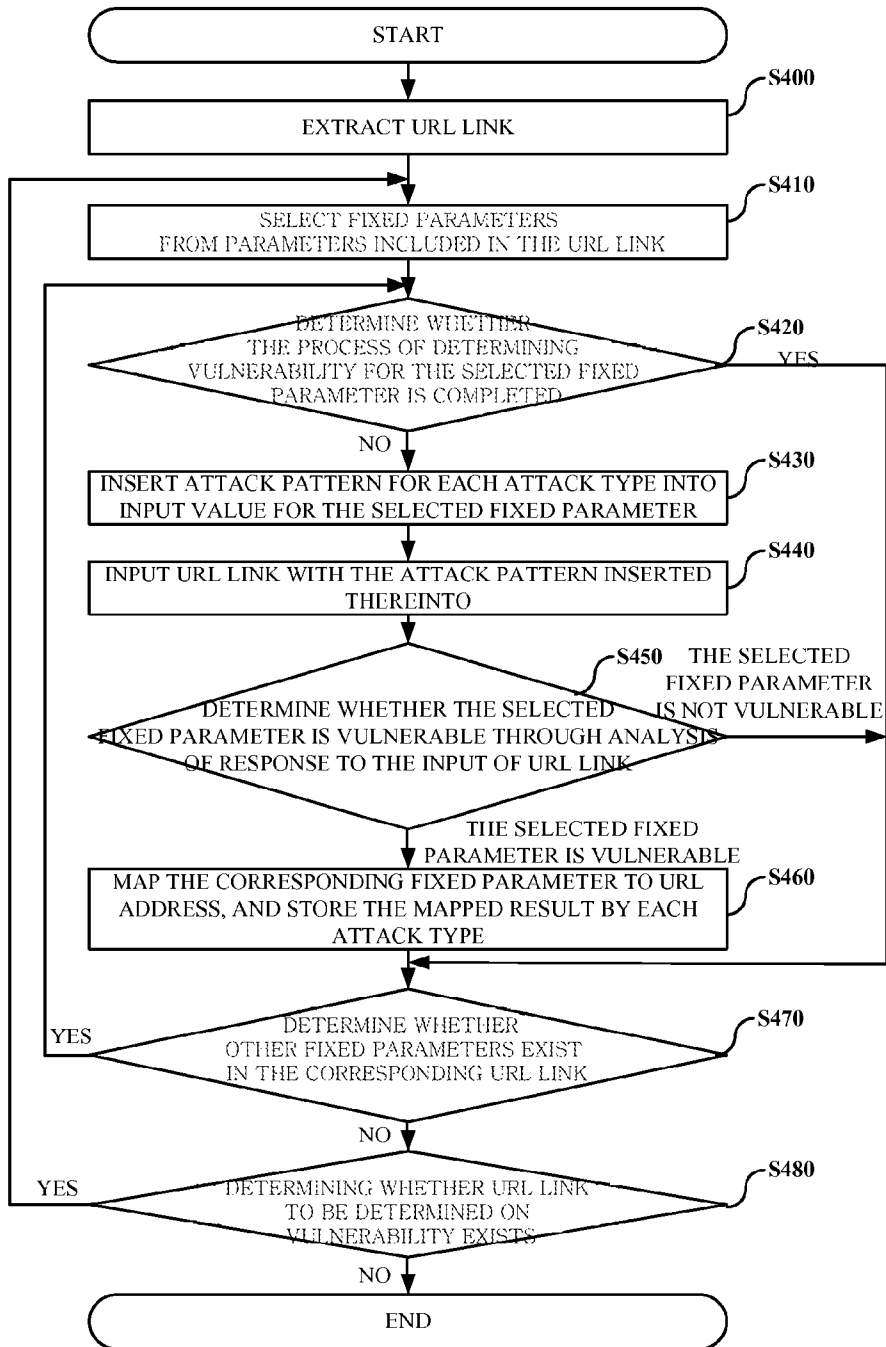 START
S400
EXTRACT URL LINK
S410
SELECT FIXED PARAMETERS
FROM PARAMETERS INCLUDED IN THE URL LINK
S420
DETERMINE WHETHER
THE PROCESS OF DETERMINING
VULNERABILITY FOR THE SELECTED FIXED
PARAMETER IS COMPLETED
YES
NO
S430
INSERT ATTACK PATTERN FOR EACH ATTACK TYPE INTO
INPUT VALUE FOR THE SELECTED FIXED PARAMETER
S440
INPUT URL LINK WITH THE ATTACK PATTERN INSERTED
THEREINTO
S450
THE SELECTED
FIXED PARAMETER
IS NOT VULNERABLE
DETERMINE WHETHER THE SELECTED
FIXED PARAMETER IS VULNERABLE THROUGH ANALYSIS
OF RESPONSE TO THE INPUT OF URL LINK
THE SELECTED FIXED
PARAMETER IS VULNERABLE
S460
MAP THE CORRESPONDING FIXED PARAMETER TO URL
ADDRESS, AND STORE THE MAPPED RESULT BY EACH
ATTACK TYPE
YES
S470
DETERMINE WHETHER
OTHER FIXED PARAMETERS EXIST
IN THE CORRESPONDING URL LINK
NO
YES
S480
DETERMINING WHETHER URL LINK
TO BE DETERMINED ON
VULNERABILITY EXISTS
NO
END